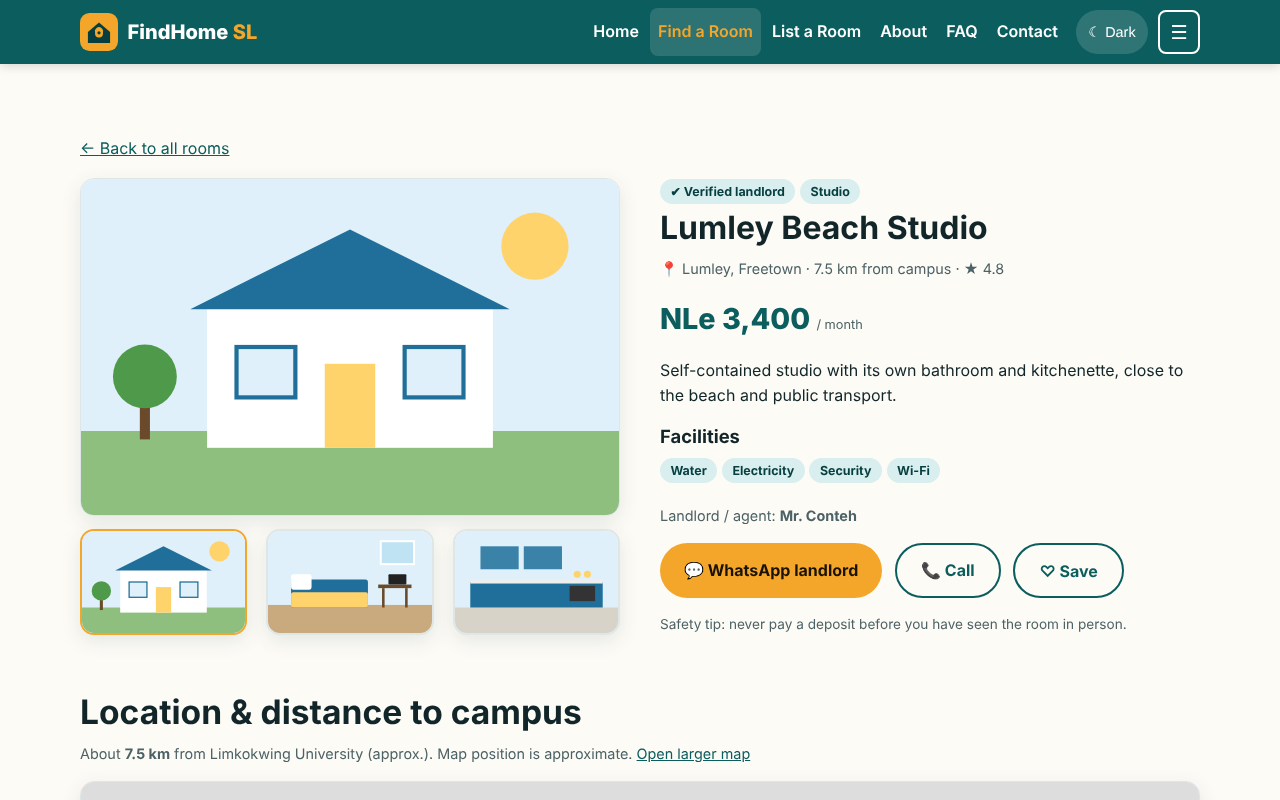 FindHome SL
Home Find a Room List a Room About FAQ Contact ☾ Dark ☰
← Back to all rooms
✔ Verified landlord Studio
Lumley Beach Studio
📍 Lumley, Freetown · 7.5 km from campus · ★ 4.8
NLe 3,400 / month
Self-contained studio with its own bathroom and kitchenette, close to
the beach and public transport.
Facilities
Water Electricity Security Wi-Fi
Landlord / agent: Mr. Conteh
💬 WhatsApp landlord 📞 Call ♡ Save
Safety tip: never pay a deposit before you have seen the room in person.
Location & distance to campus
About 7.5 km from Limkokwing University (approx.). Map position is approximate. Open larger map